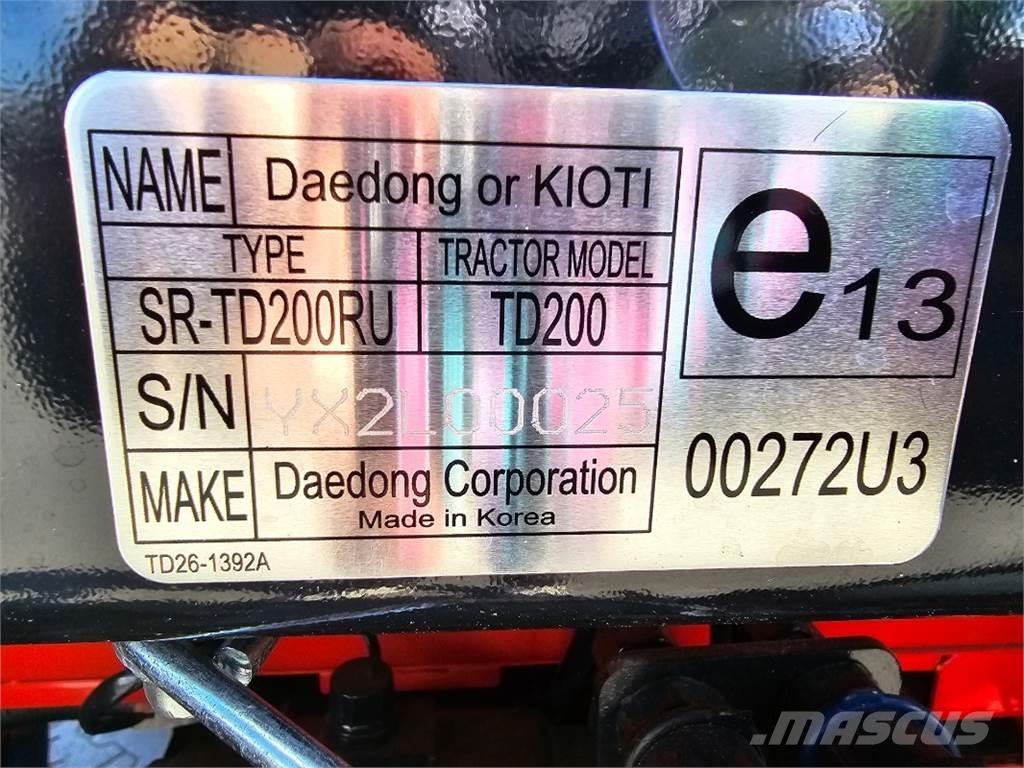 NAME Daedong or KIOTI
TYPE TRACTOR MODEL
SR-TD200RU TD200
S/N YX2L00025
MAKE Daedong Corporation
Made in Korea
TD26-1392A
e13
00272U3
MASCUS